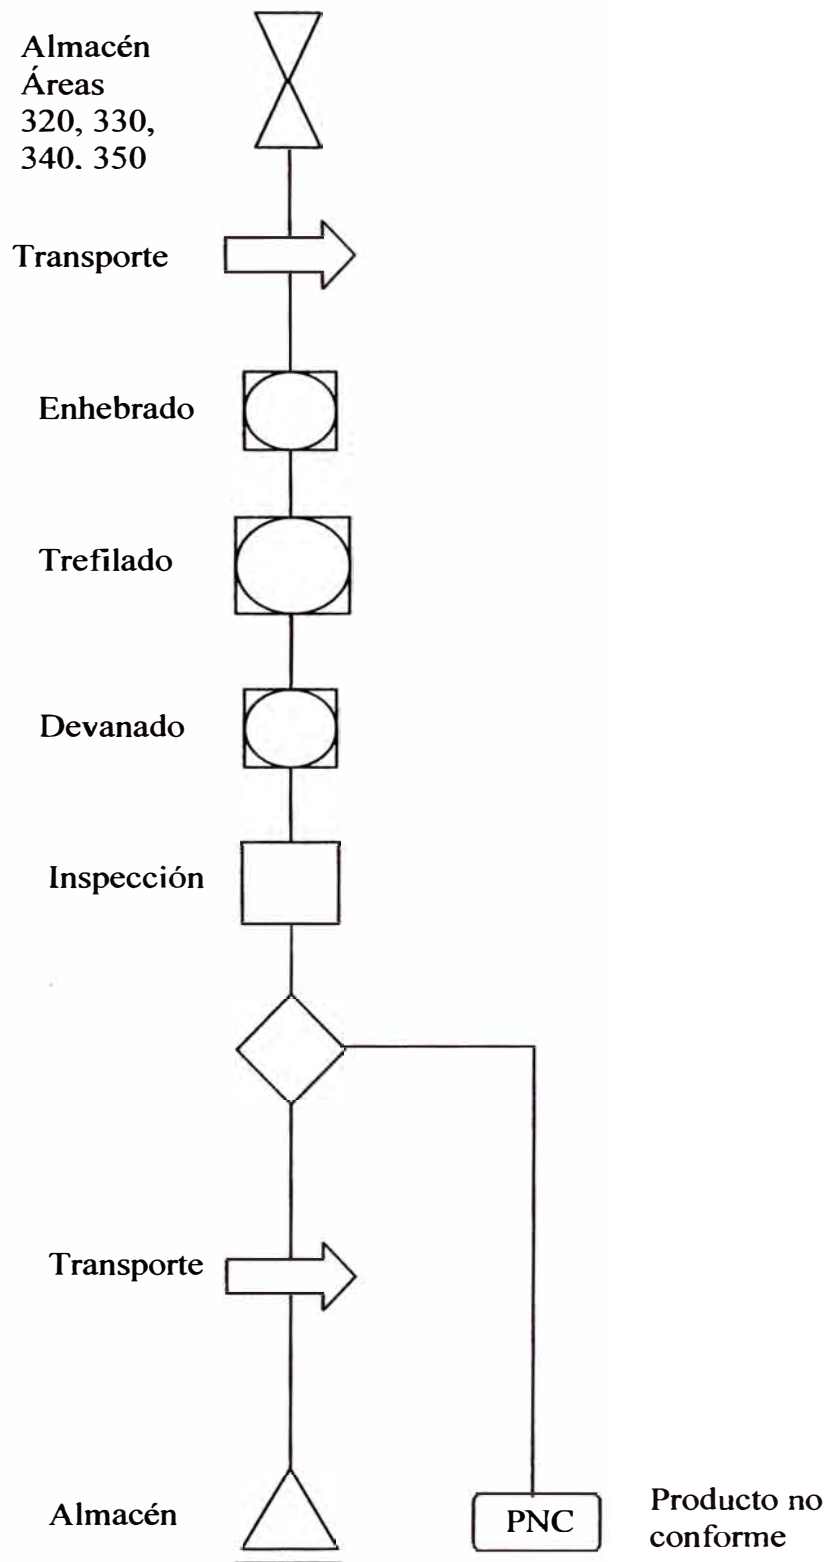 Almacén
Áreas
320, 330,
340, 350
Transporte
Enhebrado
Trefilado
Devanado
Inspección
Transporte
Almacén
PNC
Producto no
conforme